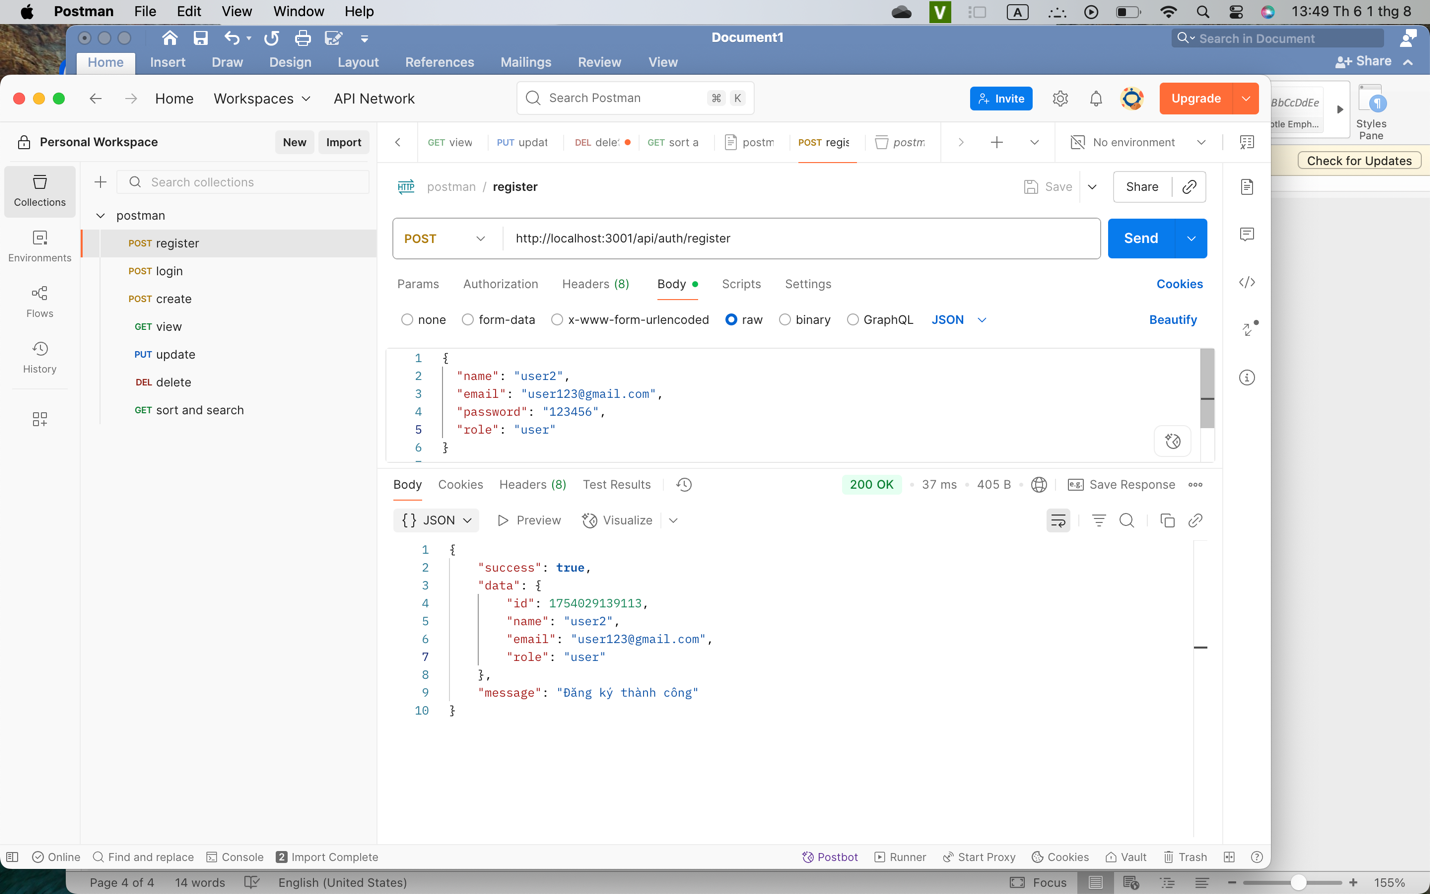 Postman File Edit View Window Help
V A 13:49 Th 6 1 thg 8
Document1
Search in Document
Home Insert Draw Design Layout References Mailings Review View
Share
Home Workspaces API Network
Search Postman ⌘ K
Invite
Upgrade
BbCcDdEe
tle Emph...
Styles
Pane
Check for Updates
Personal Workspace
New Import
GET view
PUT updat
DEL dele
GET sort a
postm
POST regis
postm
No environment
Collections
Environments
Flows
History
Search collections
postman
POST register
POST login
POST create
GET view
PUT update
DEL delete
GET sort and search
HTTP postman / register
Save Share
POST http://localhost:3001/api/auth/register
Send
Params Authorization Headers (8) Body Scripts Settings
Cookies
none form-data x-www-form-urlencoded raw binary GraphQL JSON
Beautify
1 {
2 "name": "user2",
3 "email": "user123@gmail.com",
4 "password": "123456",
5 "role": "user"
6 }
Body Cookies Headers (8) Test Results
200 OK • 37 ms • 405 B
e.g. Save Response
{} JSON Preview Visualize
1 {
2 "success": true,
3 "data": {
4 "id": 1754029139113,
5 "name": "user2",
6 "email": "user123@gmail.com",
7 "role": "user"
8 },
9 "message": "Đăng ký thành công"
10 }
Online Find and replace Console 2 Import Complete
Postbot Runner Start Proxy Cookies Vault Trash
Page 4 of 4 14 words English (United States)
Focus 155%